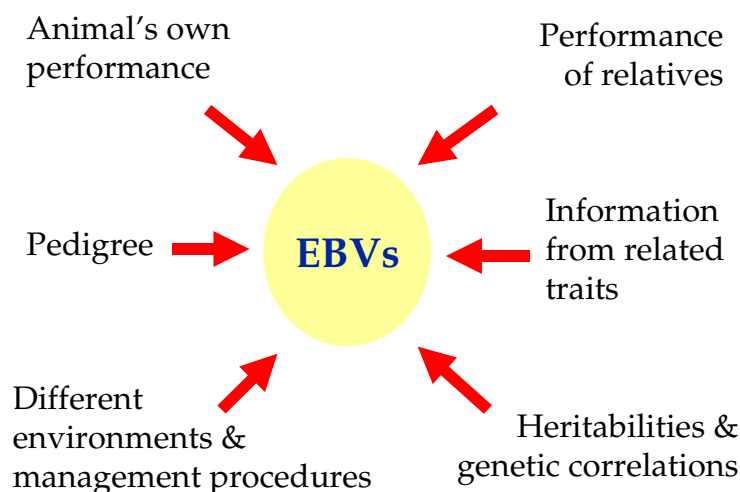 Animal's own
performance
Performance
of relatives
Pedigree
EBVs
Information
from related
traits
Different
environments &
management procedures
Heritabilities &
genetic correlations